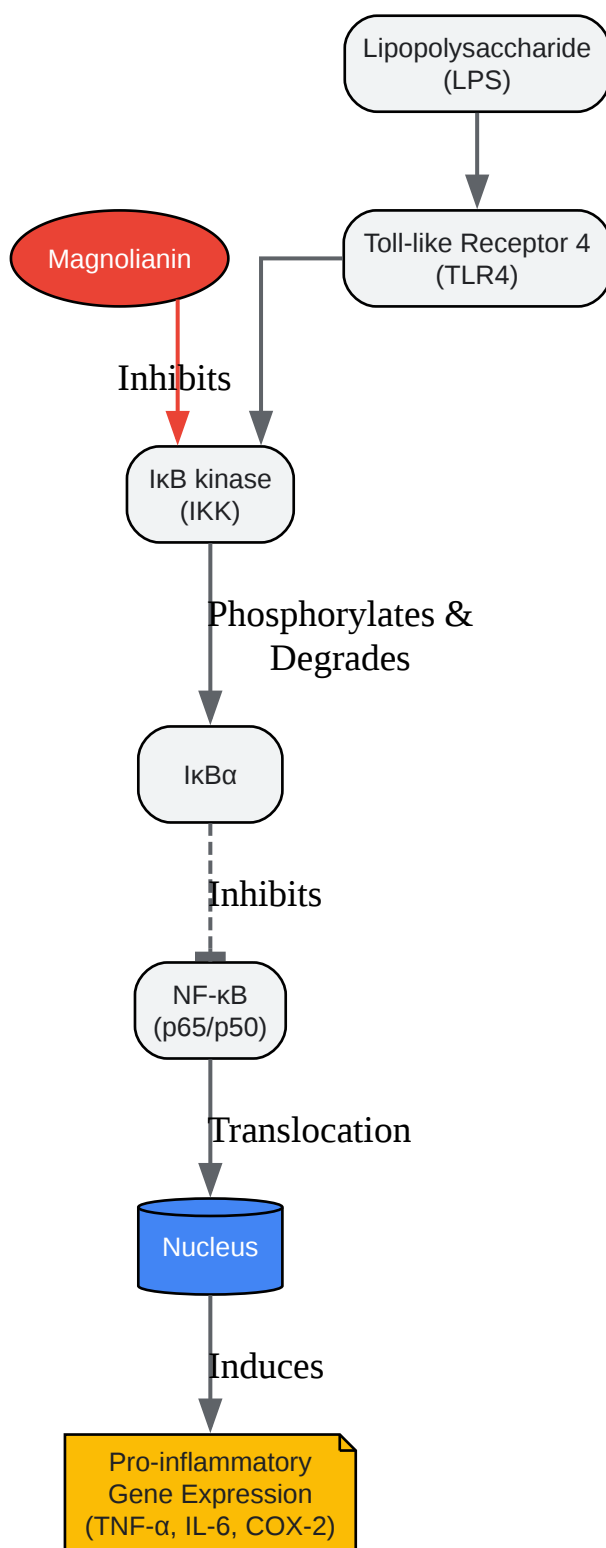 Lipopolysaccharide
(LPS)
Toll-like Receptor 4
(TLR4)
Magnolianin
Inhibits
IκB kinase
(IKK)
Phosphorylates &
Degrades
IκBα
Inhibits
NF-κB
(p65/p50)
Translocation
Nucleus
Induces
Pro-inflammatory
Gene Expression
(TNF-α, IL-6, COX-2)